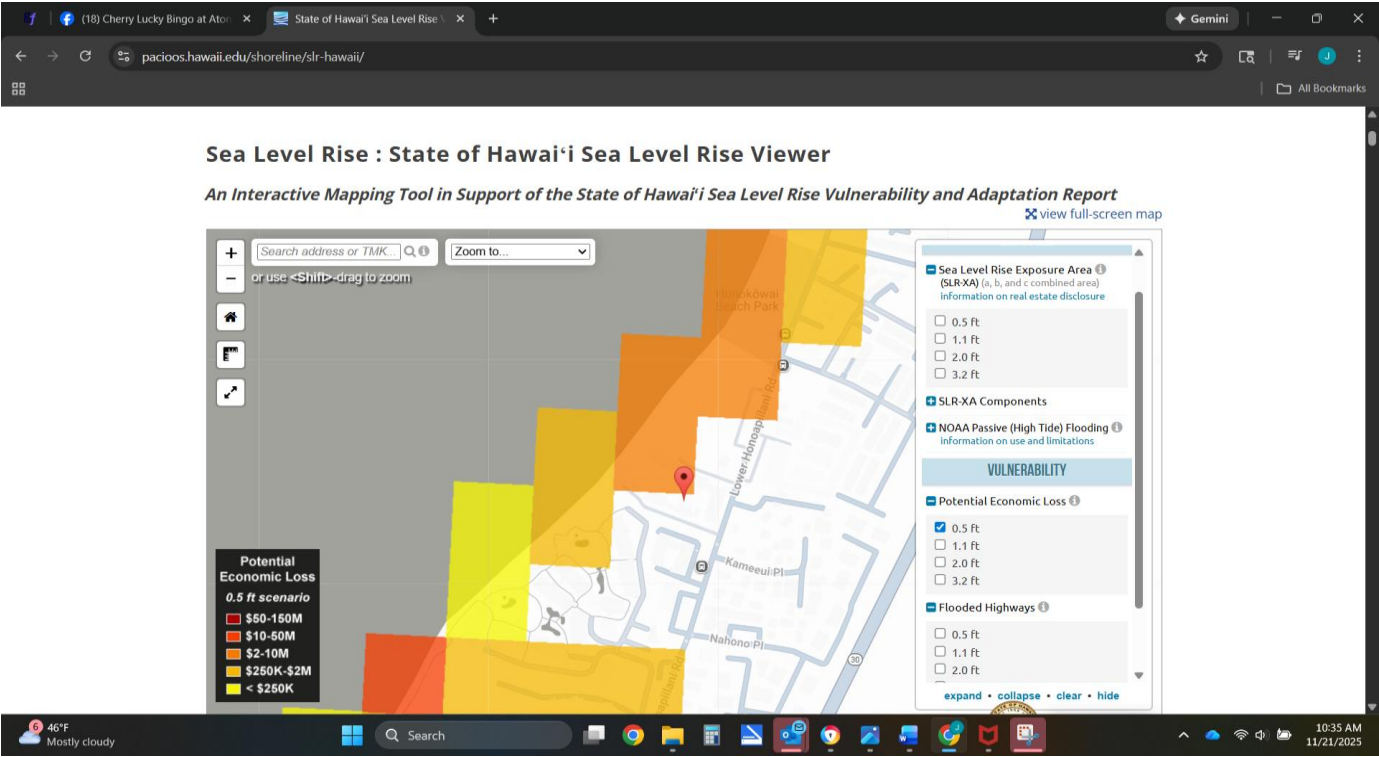 (18) Cherry Lucky Bingo at Aton
State of Hawai'i Sea Level Rise V
Gemini
pacioos.hawaii.edu/shoreline/slr-hawaii/
J
All Bookmarks
Sea Level Rise : State of Hawaiʻi Sea Level Rise Viewer
An Interactive Mapping Tool in Support of the State of Hawaiʻi Sea Level Rise Vulnerability and Adaptation Report
view full-screen map
+
Search address or TMK...
Zoom to...
−
or use <Shift>-drag to zoom
Honokōwai
Beach Park
Lower Honoapiilani Rd
Kameeui Pl
Nahono Pl
apiilani Rd
30
Sea Level Rise Exposure Area
(SLR-XA) (a, b, and c combined area)
information on real estate disclosure
0.5 ft
1.1 ft
2.0 ft
3.2 ft
SLR-XA Components
NOAA Passive (High Tide) Flooding
information on use and limitations
VULNERABILITY
Potential Economic Loss
0.5 ft
1.1 ft
2.0 ft
3.2 ft
Flooded Highways
0.5 ft
1.1 ft
2.0 ft
expand • collapse • clear • hide
Potential
Economic Loss
0.5 ft scenario
$50-150M
$10-50M
$2-10M
$250K-$2M
< $250K
6
46°F
Mostly cloudy
Search
10:35 AM
11/21/2025